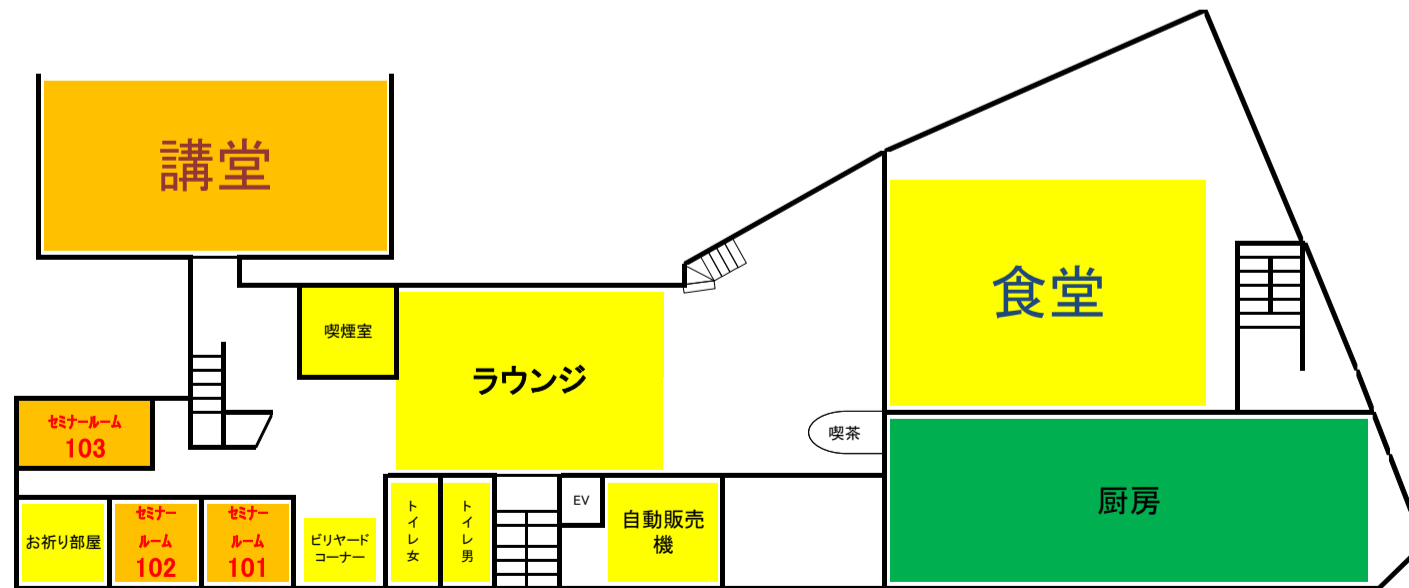 講堂
食堂
喫煙室
ラウンジ
セミナールーム
103
喫茶
厨房
お祈り部屋
セミナー
ルーム
102
セミナー
ルーム
101
ビリヤード
コーナー
トイレ女
トイレ男
EV
自動販売
機